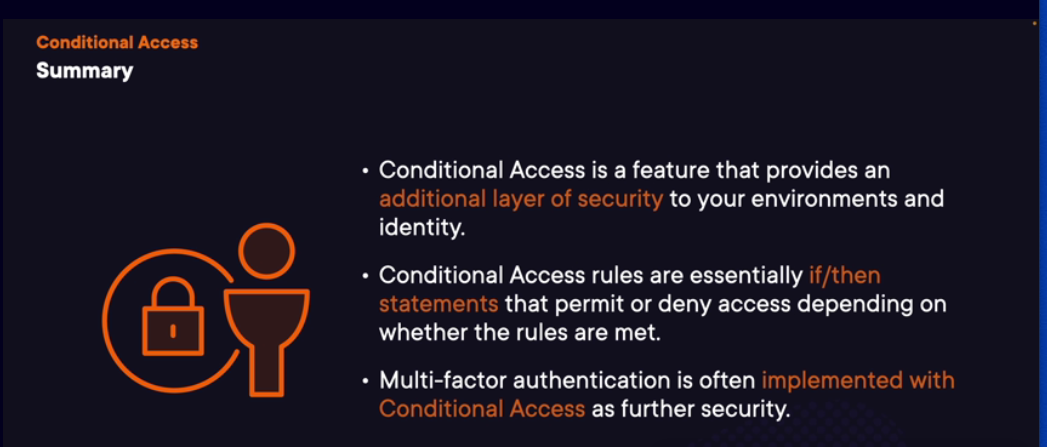 Conditional Access
Summary
• Conditional Access is a feature that provides an
additional layer of security to your environments and
identity.
• Conditional Access rules are essentially if/then
statements that permit or deny access depending on
whether the rules are met.
• Multi-factor authentication is often implemented with
Conditional Access as further security.